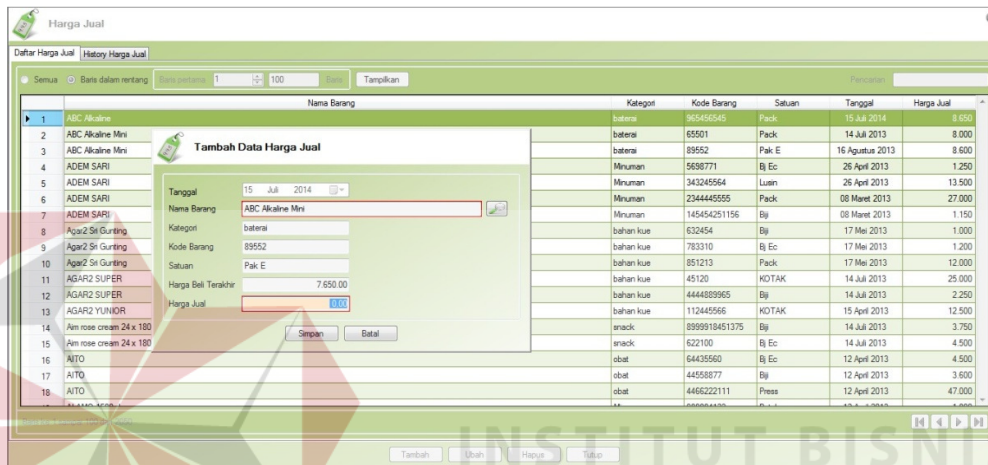 Harga Jual
Daftar Harga Jual History Harga Jual
Semua Baris dalam rentang Baris pertama 1 100 Baris Tampilkan Pencarian
Nama Barang Kategori Kode Barang Satuan Tanggal Harga Jual
1 ABC Alkaline baterai 965456545 Pack 15 Juli 2014 8.650
2 ABC Alkaline Mini baterai 65501 Pack 14 Juli 2013 8.000
3 ABC Alkaline Mini baterai 89552 Pak E 16 Agustus 2013 8.600
4 ADEM SARI Minuman 5698771 Bj Ec 26 April 2013 1.250
5 ADEM SARI Minuman 343245564 Lusin 26 April 2013 13.500
6 ADEM SARI Minuman 2344445555 Pack 08 Maret 2013 27.000
7 ADEM SARI Minuman 145454251156 Biji 08 Maret 2013 1.150
8 Agar2 Sri Gunting bahan kue 632454 Biji 17 Mei 2013 1.000
9 Agar2 Sri Gunting bahan kue 783310 Bj Ec 17 Mei 2013 1.200
10 Agar2 Sri Gunting bahan kue 851213 Pack 17 Mei 2013 12.000
11 AGAR2 SUPER bahan kue 45120 KOTAK 14 Juli 2013 25.000
12 AGAR2 SUPER bahan kue 4444889965 Biji 14 Juli 2013 2.250
13 AGAR2 YUNIOR bahan kue 112445566 KOTAK 15 April 2013 12.500
14 Aim rose cream 24 x 180 snack 8999918451375 Biji 14 Juli 2013 3.750
15 Aim rose cream 24 x 180 snack 622100 Bj Ec 14 Juli 2013 4.500
16 AITO obat 64435560 Bj Ec 12 April 2013 4.500
17 AITO obat 44558877 Biji 12 April 2013 3.600
18 AITO obat 4466222111 Press 12 April 2013 47.000
Tambah Data Harga Jual
Tanggal 15 Juli 2014
Nama Barang ABC Alkaline Mini
Kategori baterai
Kode Barang 89552
Satuan Pak E
Harga Beli Terakhir 7.650.00
Harga Jual 0.00
Simpan Batal
INSTITUT BISNI
Tambah Ubah Hapus Tutup